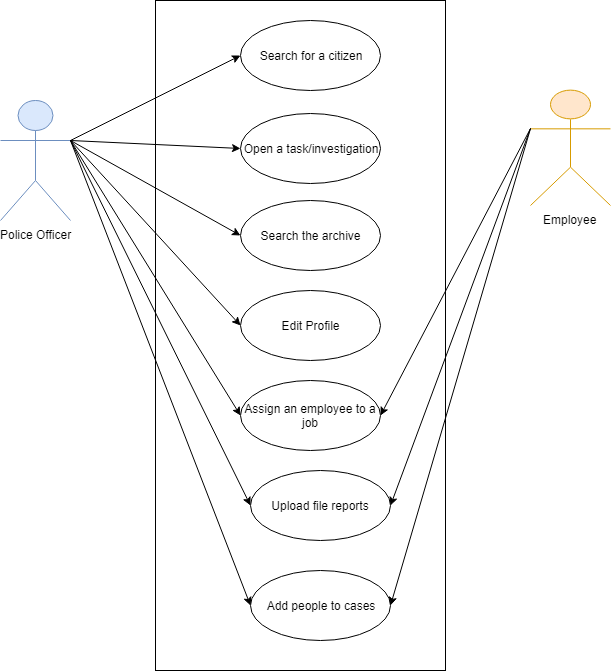 Search for a citizen
Open a task/investigation
Search the archive
Police Officer
Employee
Edit Profile
Assign an employee to a
job
Upload file reports
Add people to cases